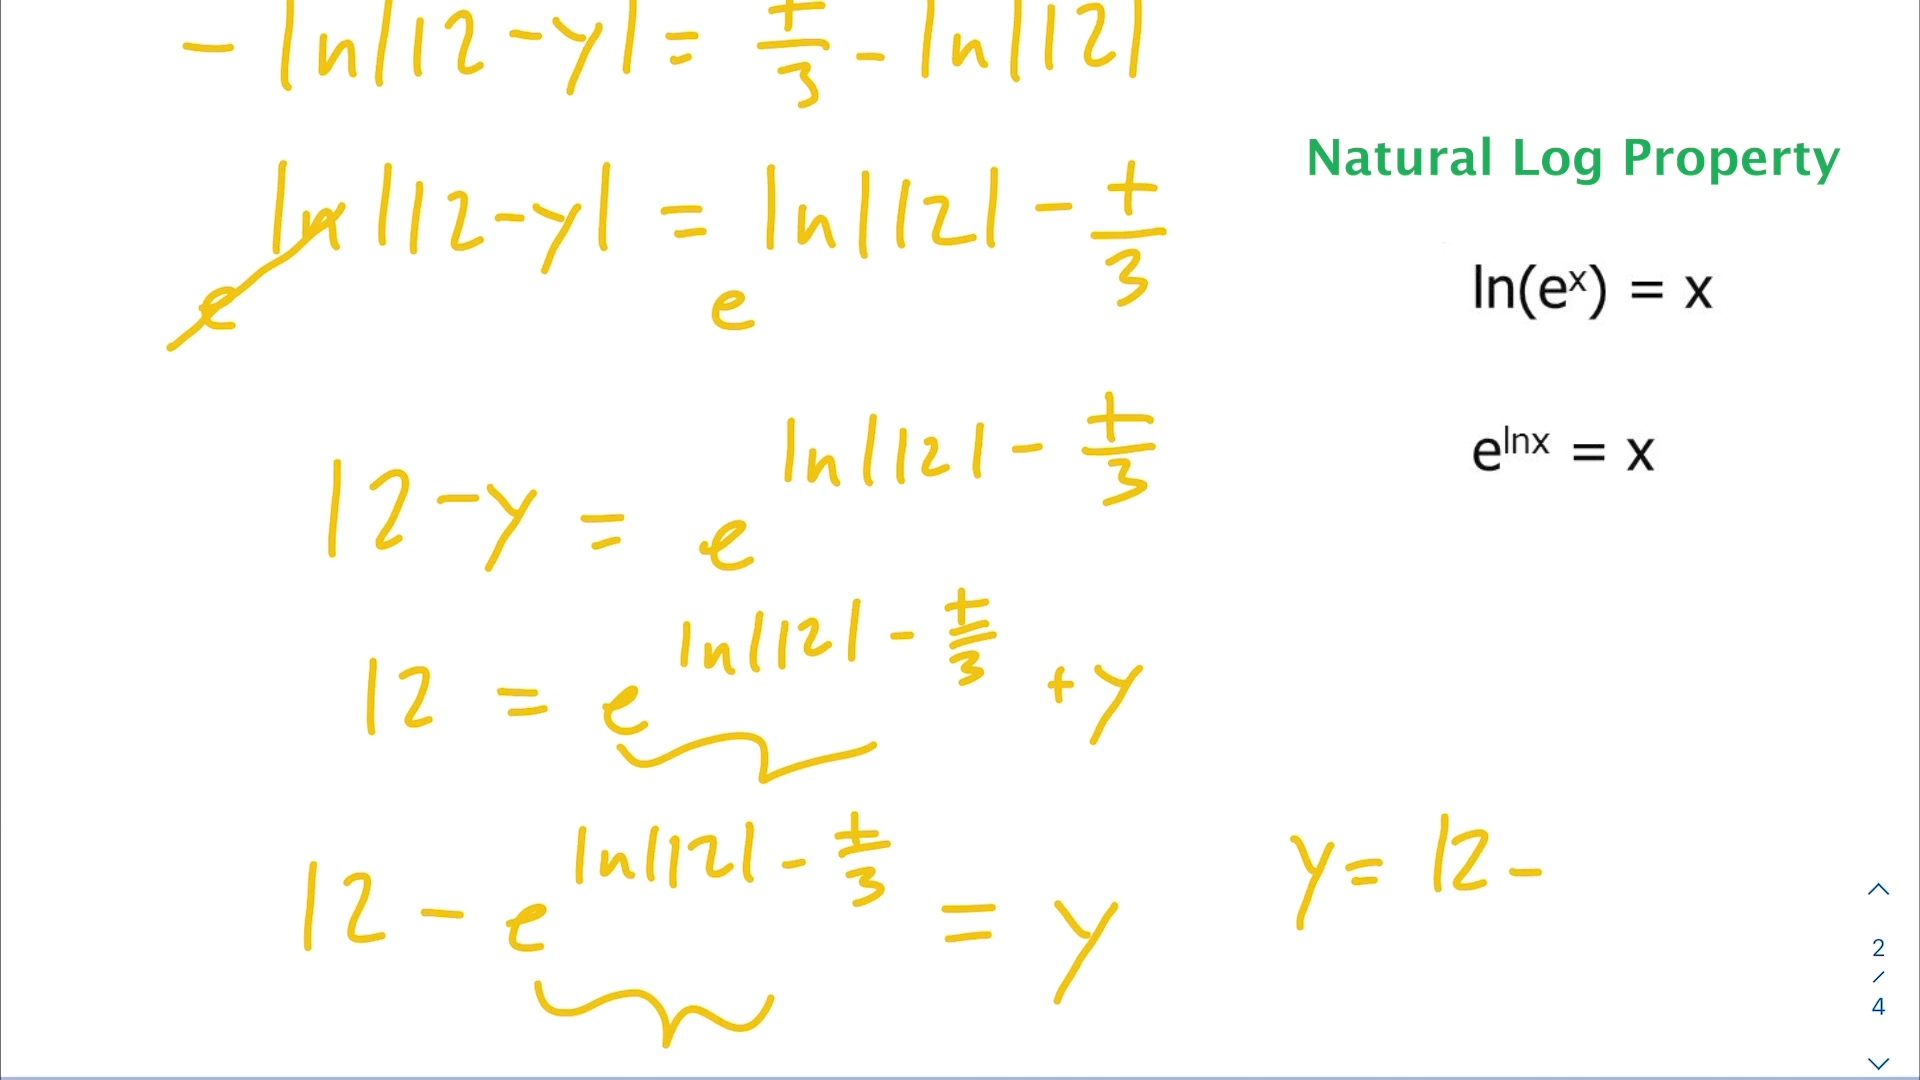 - ln|12-y| = t/3 - ln|12|
Natural Log Property
e^(ln|12-y|) = e^(ln|12| - t/3)
ln(eˣ) = x
12-y = e^(ln|12| - t/3)
e^(lnx) = x
12 = e^(ln|12| - t/3) + y
12 - e^(ln|12| - t/3) = y
y = 12 -
2
/
4